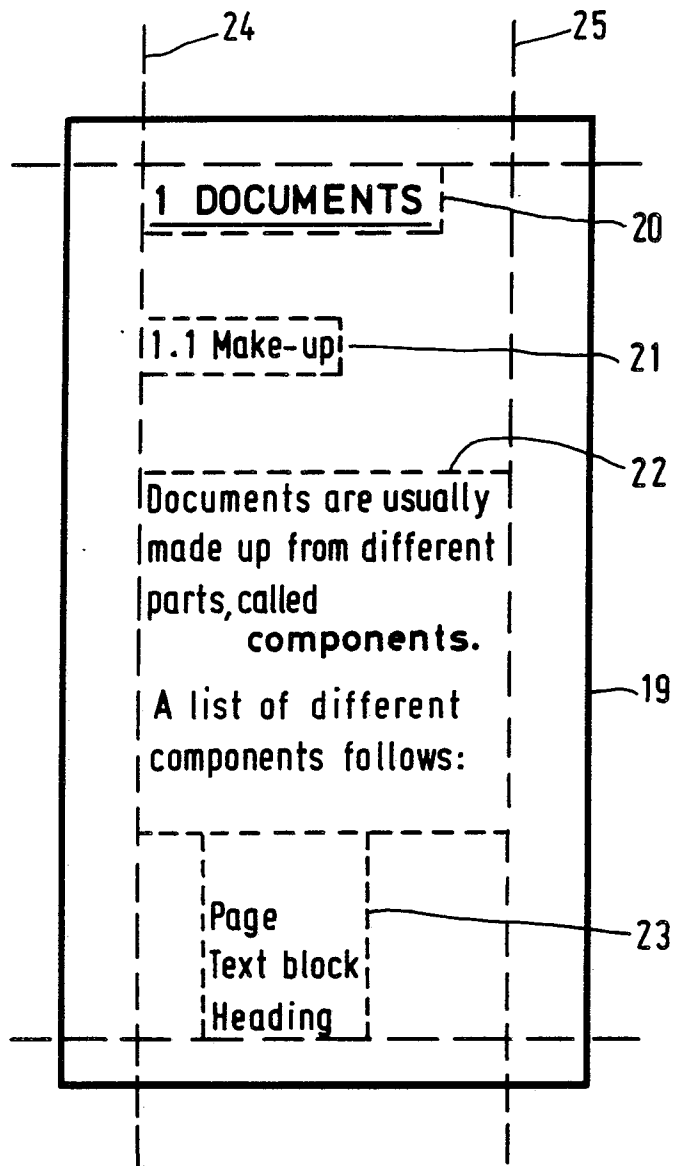 24
25
1 DOCUMENTS
20
1.1 Make-up
21
22
Documents are usually
made up from different
parts, called
components.
19
A list of different
components follows:
Page
23
Text block
Heading